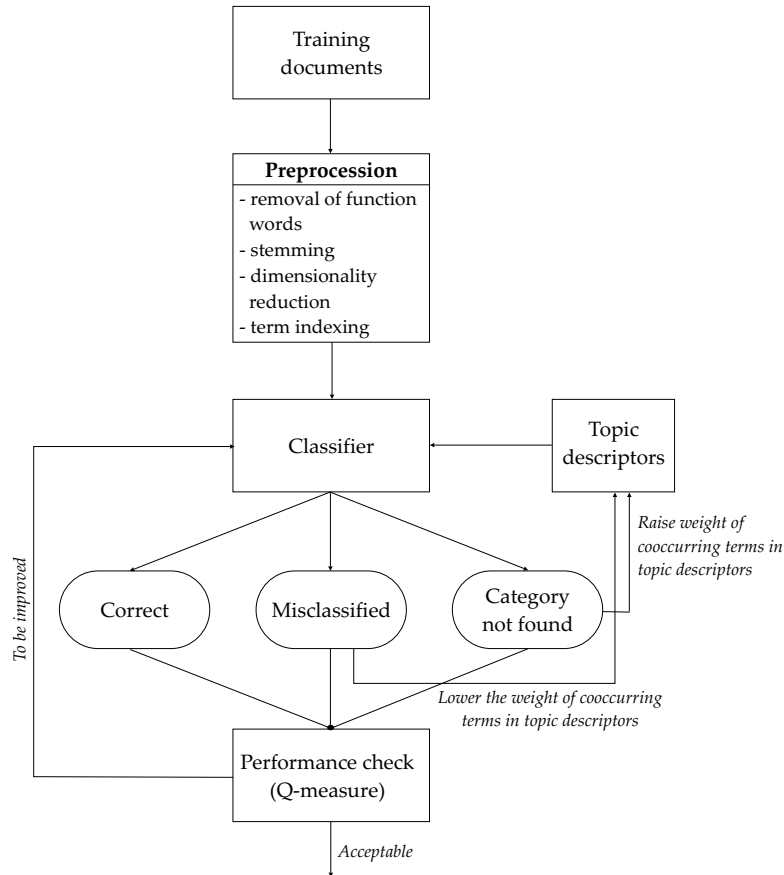 Training
documents
Preprocession
- removal of function
words
- stemming
- dimensionality
reduction
- term indexing
Classifier
Topic
descriptors
Raise weight of
cooccurring terms in
topic descriptors
To be improved
Correct
Misclassified
Category
not found
Lower the weight of cooccurring
terms in topic descriptors
Performance check
(Q-measure)
Acceptable